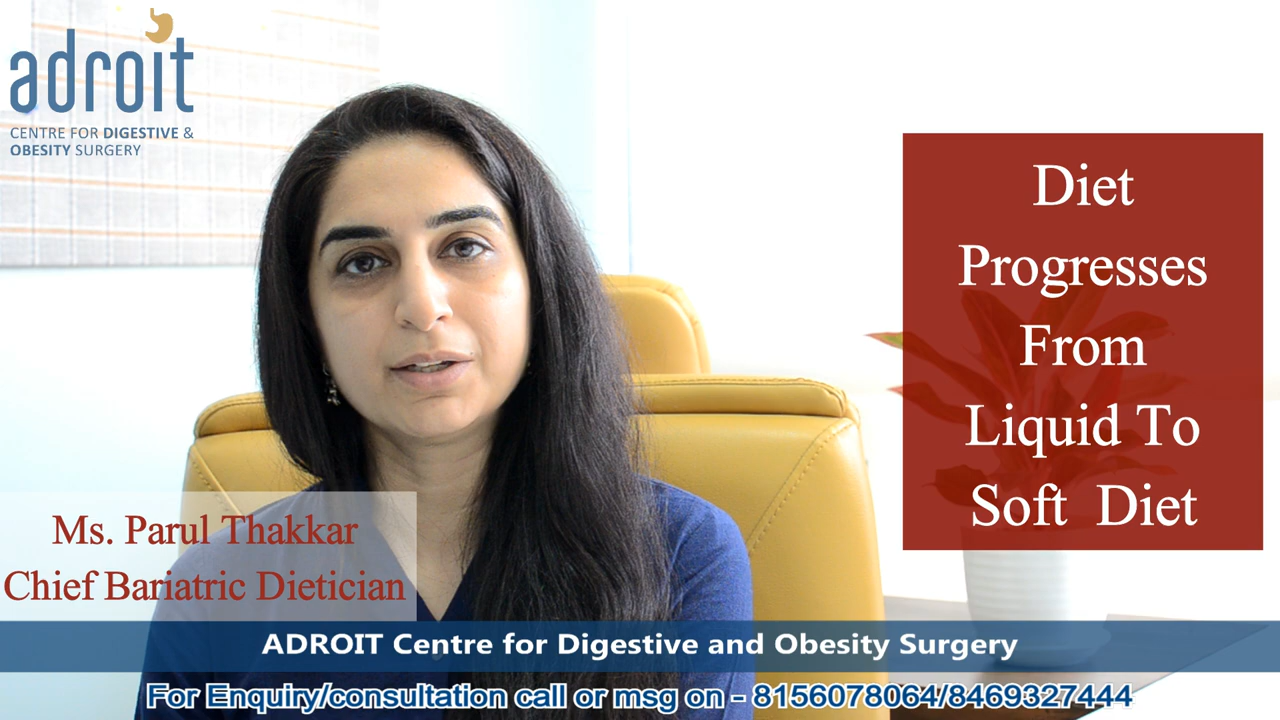 adroit
CENTRE FOR DIGESTIVE &
OBESITY SURGERY
Diet
Progresses
From
Liquid To
Soft Diet
Ms. Parul Thakkar
Chief Bariatric Dietician
ADROIT Centre for Digestive and Obesity Surgery
For Enquiry/consultation call or msg on - 8156078064/8469327444